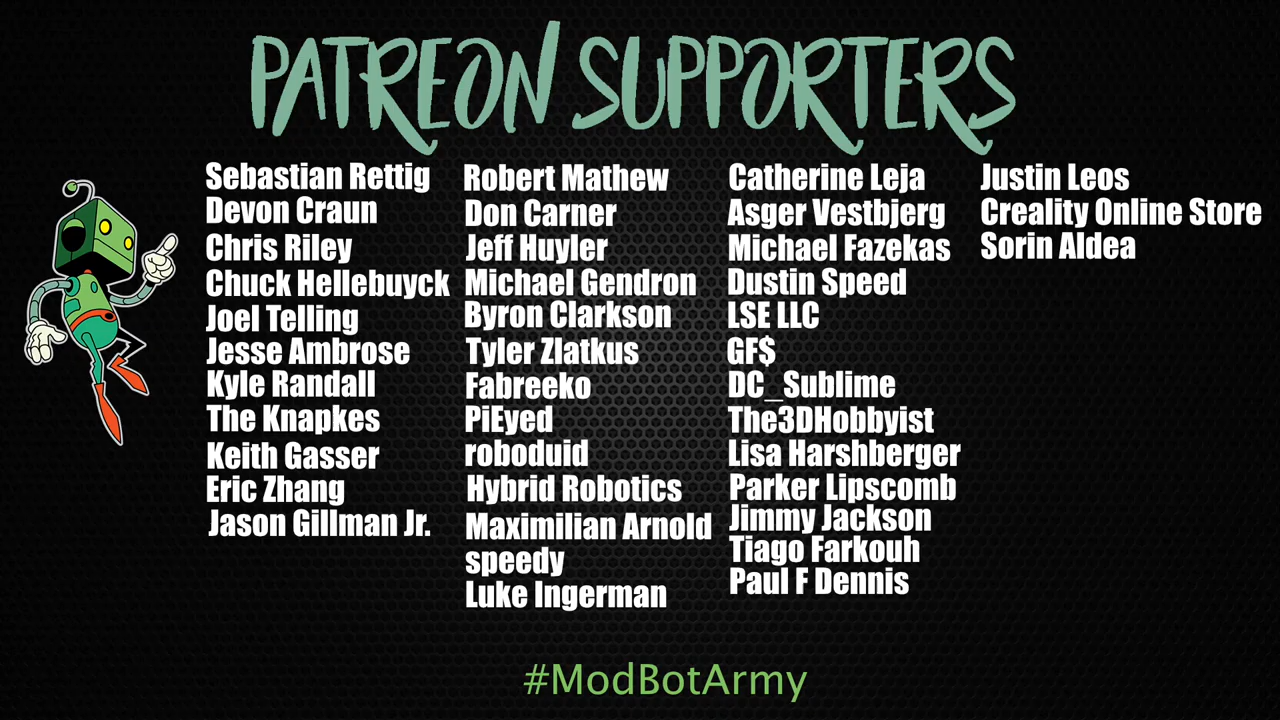 PATREON SUPPORTERS
Sebastian Rettig
Devon Craun
Chris Riley
Chuck Hellebuyck
Joel Telling
Jesse Ambrose
Kyle Randall
The Knapkes
Keith Gasser
Eric Zhang
Jason Gillman Jr.
Robert Mathew
Don Carner
Jeff Huyler
Michael Gendron
Byron Clarkson
Tyler Zlatkus
Fabreeko
PiEyed
roboduid
Hybrid Robotics
Maximilian Arnold
speedy
Luke Ingerman
Catherine Leja
Asger Vestbjerg
Michael Fazekas
Dustin Speed
LSE LLC
GF$
DC_Sublime
The3DHobbyist
Lisa Harshberger
Parker Lipscomb
Jimmy Jackson
Tiago Farkouh
Paul F Dennis
Justin Leos
Creality Online Store
Sorin Aldea
#ModBotArmy